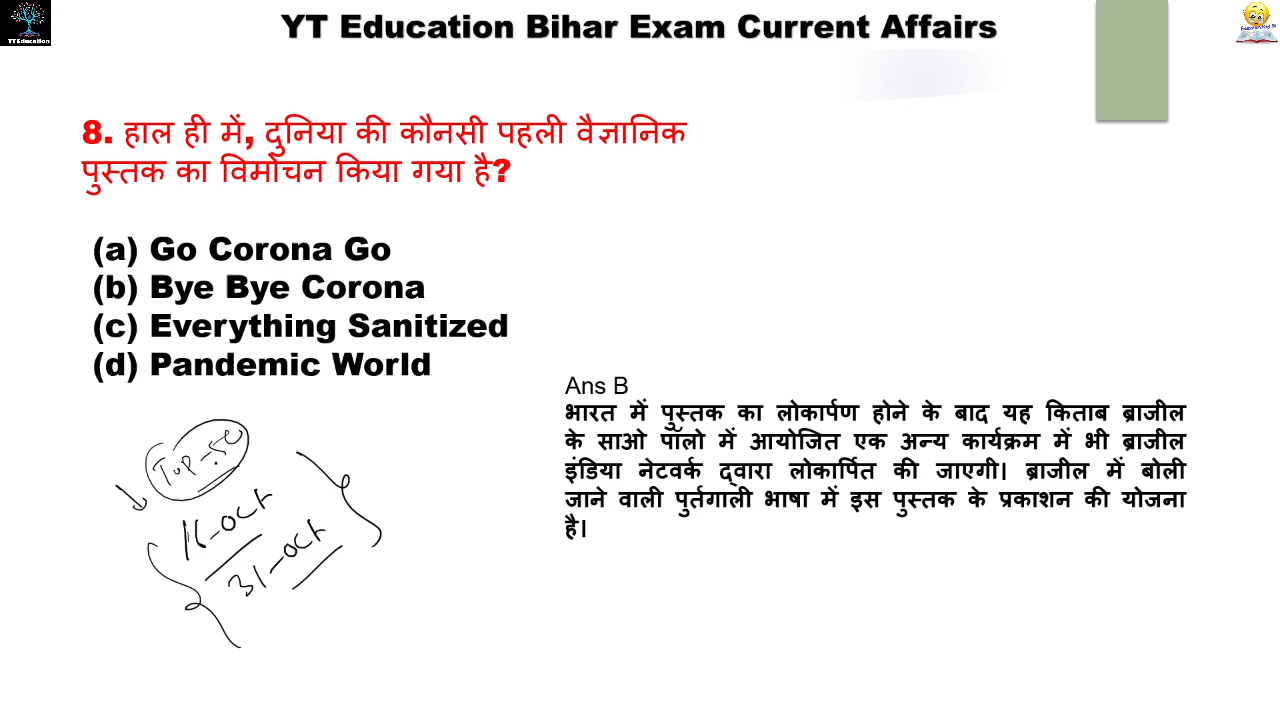 YT Education Bihar Exam Current Affairs
YT Education
8. हाल ही में, दुनिया की कौनसी पहली वैज्ञानिक
पुस्तक का विमोचन किया गया है?
(a) Go Corona Go
(b) Bye Bye Corona
(c) Everything Sanitized
(d) Pandemic World
Ans B
भारत में पुस्तक का लोकार्पण होने के बाद यह किताब ब्राजील
के साओ पॉलो में आयोजित एक अन्य कार्यक्रम में भी ब्राजील
इंडिया नेटवर्क द्वारा लोकार्पित की जाएगी। ब्राजील में बोली
जाने वाली पुर्तगाली भाषा में इस पुस्तक के प्रकाशन की योजना
है।
16-Oct
31-Oct